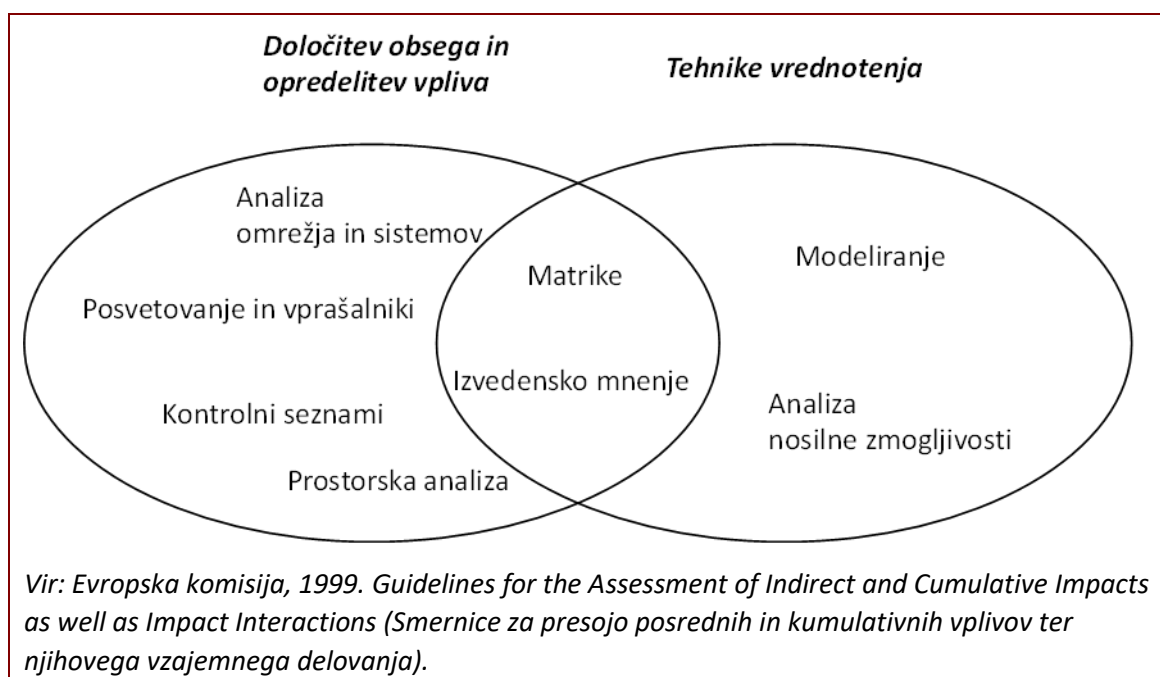 Določitev obsega in
opredelitev vpliva
Tehnike vrednotenja
Analiza
omrežja in sistemov
Posvetovanje in vprašalniki
Kontrolni seznami
Prostorska analiza
Matrike
Izvedensko mnenje
Modeliranje
Analiza
nosilne zmogljivosti
Vir: Evropska komisija, 1999. Guidelines for the Assessment of Indirect and Cumulative Impacts
as well as Impact Interactions (Smernice za presojo posrednih in kumulativnih vplivov ter
njihovega vzajemnega delovanja).